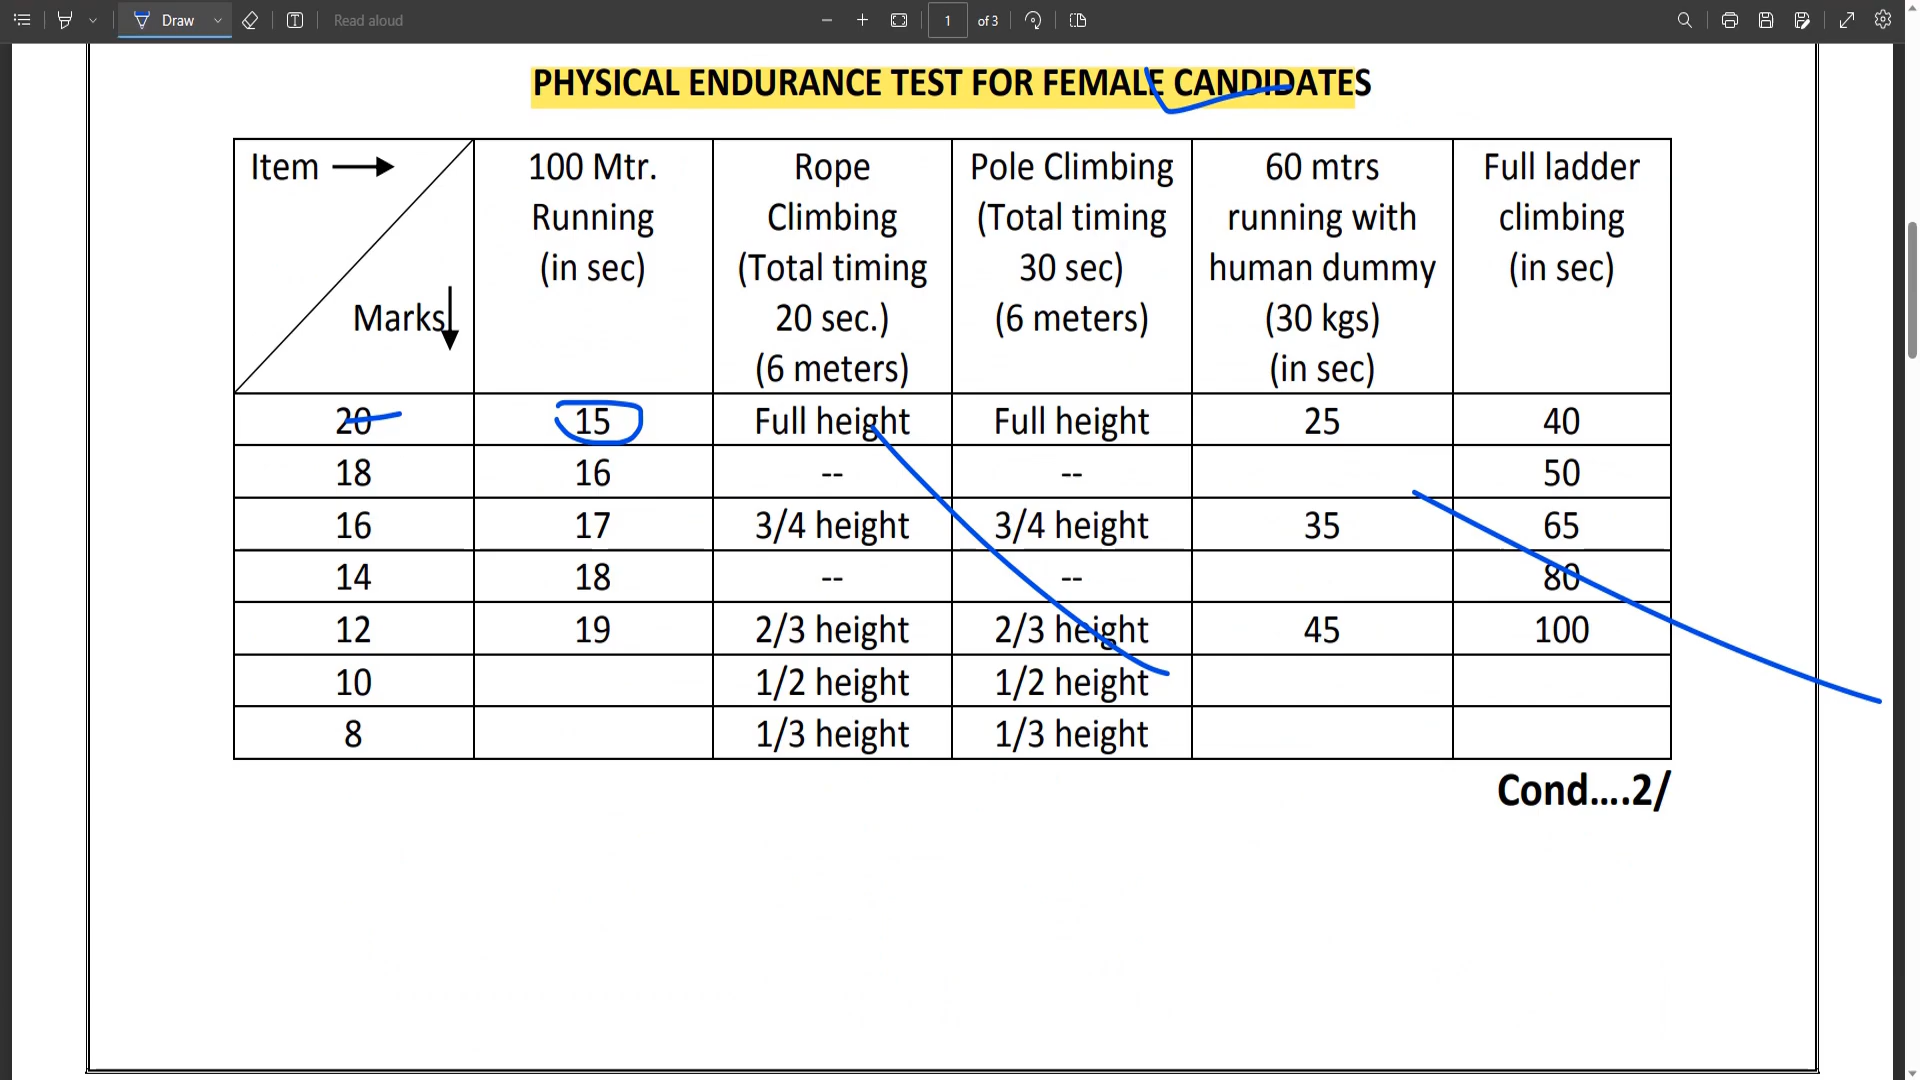 Draw
Read aloud
1 of 3
PHYSICAL ENDURANCE TEST FOR FEMALE CANDIDATES
Item
Marks
100 Mtr.
Running
(in sec)
Rope
Climbing
(Total timing
20 sec.)
(6 meters)
Pole Climbing
(Total timing
30 sec)
(6 meters)
60 mtrs
running with
human dummy
(30 kgs)
(in sec)
Full ladder
climbing
(in sec)
20 15 Full height Full height 25 40
18 16 -- -- 50
16 17 3/4 height 3/4 height 35 65
14 18 -- -- 80
12 19 2/3 height 2/3 height 45 100
10 1/2 height 1/2 height
8 1/3 height 1/3 height
Cond....2/